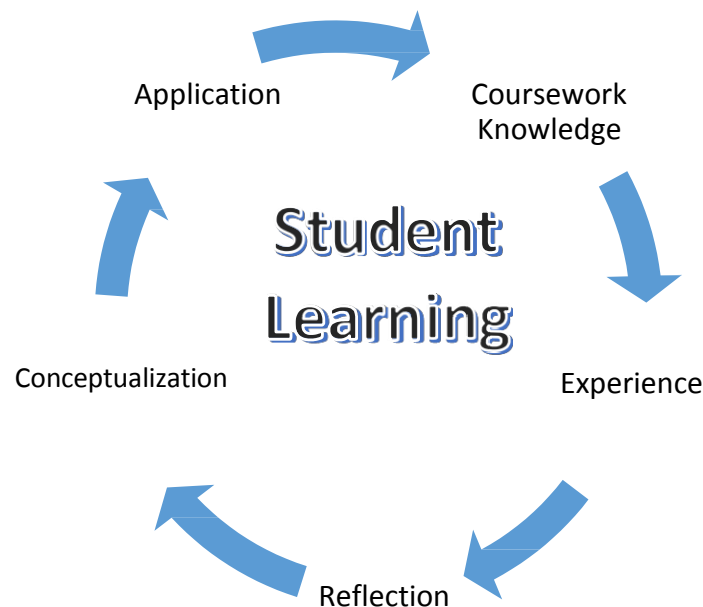 Application
Coursework
Knowledge
Student
Learning
Conceptualization
Experience
Reflection